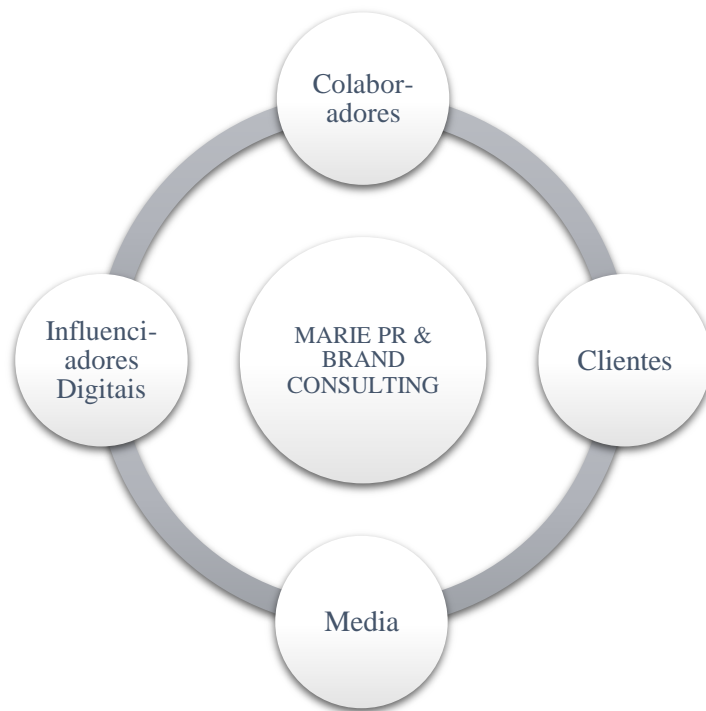 Colabor-
adores
Influenci-
adores
Digitais
MARIE PR &
BRAND
CONSULTING
Clientes
Media